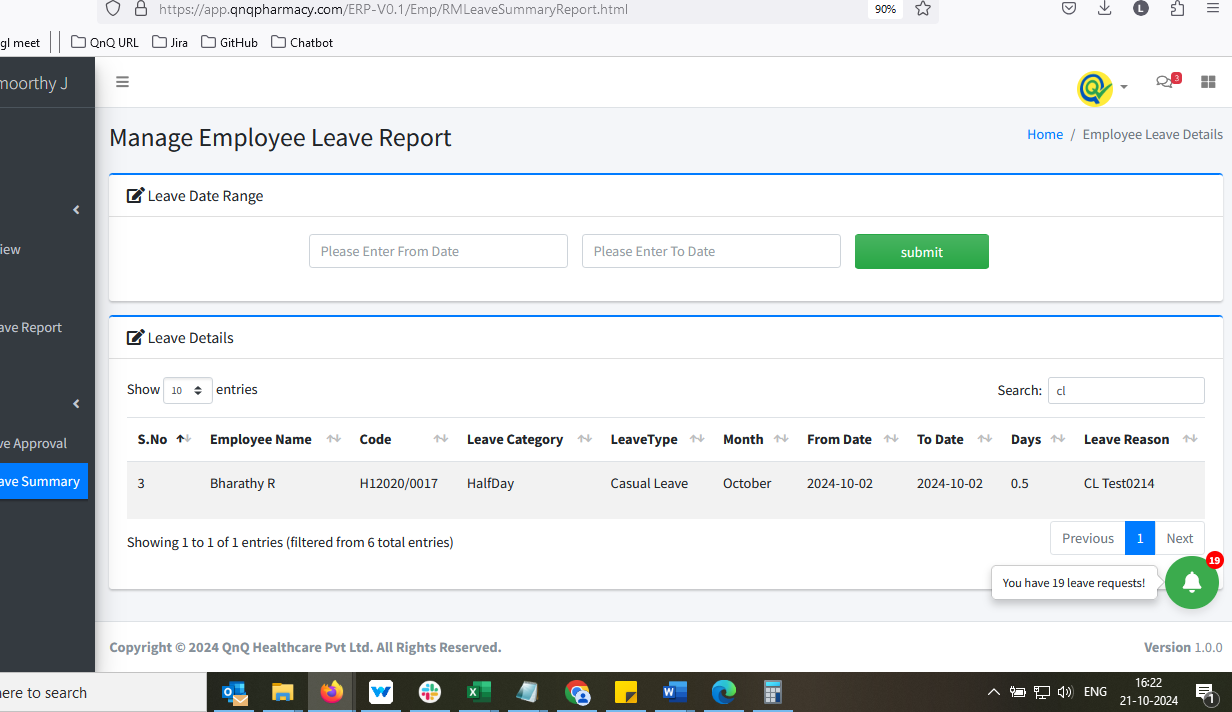 https://app.qnqpharmacy.com/ERP-V0.1/Emp/RMLeaveSummaryReport.html
90%
L
gl meet
QnQ URL
Jira
GitHub
Chatbot
moorthy J
3
Manage Employee Leave Report
Home / Employee Leave Details
Leave Date Range
Please Enter From Date
Please Enter To Date
submit
iew
ave Report
ve Approval
ave Summary
Leave Details
Show 10 entries
Search: cl
S.No Employee Name Code Leave Category LeaveType Month From Date To Date Days Leave Reason
3 Bharathy R H12020/0017 HalfDay Casual Leave October 2024-10-02 2024-10-02 0.5 CL Test0214
Showing 1 to 1 of 1 entries (filtered from 6 total entries)
Previous 1 Next
19
You have 19 leave requests!
Copyright © 2024 QnQ Healthcare Pvt Ltd. All Rights Reserved.
Version 1.0.0
ere to search
ENG
16:22
21-10-2024
1